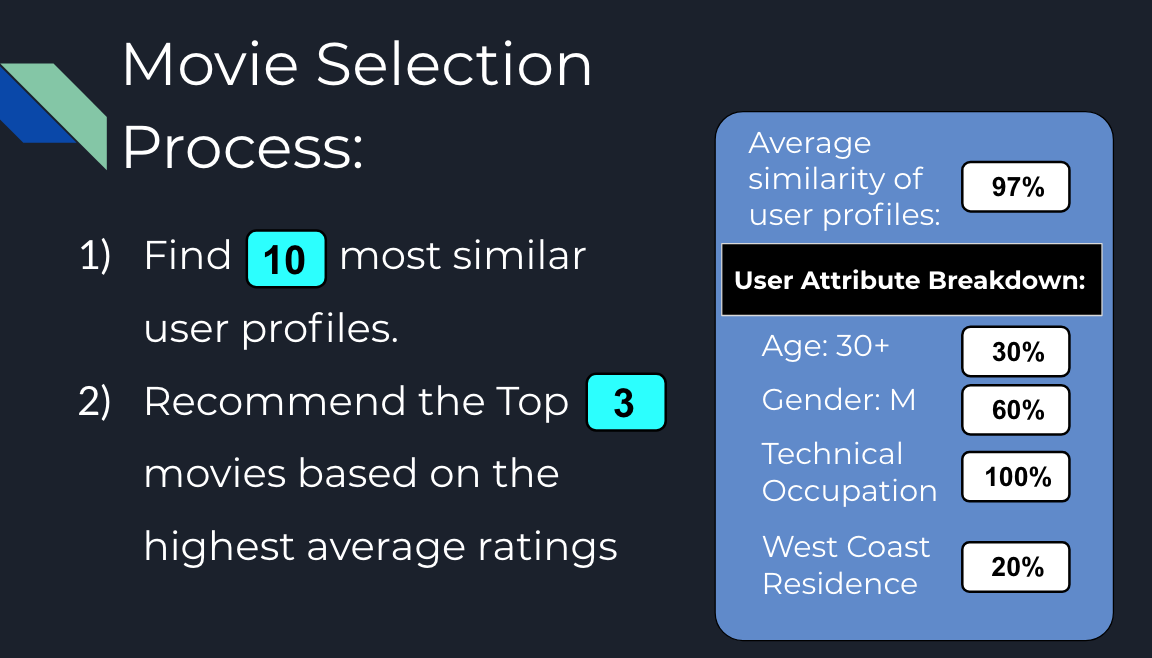 Movie Selection
Process:
1) Find 10 most similar
user profiles.
2) Recommend the Top 3
movies based on the
highest average ratings
Average
similarity of
user profiles:
97%
User Attribute Breakdown:
Age: 30+ 30%
Gender: M 60%
Technical
Occupation
100%
West Coast
Residence
20%